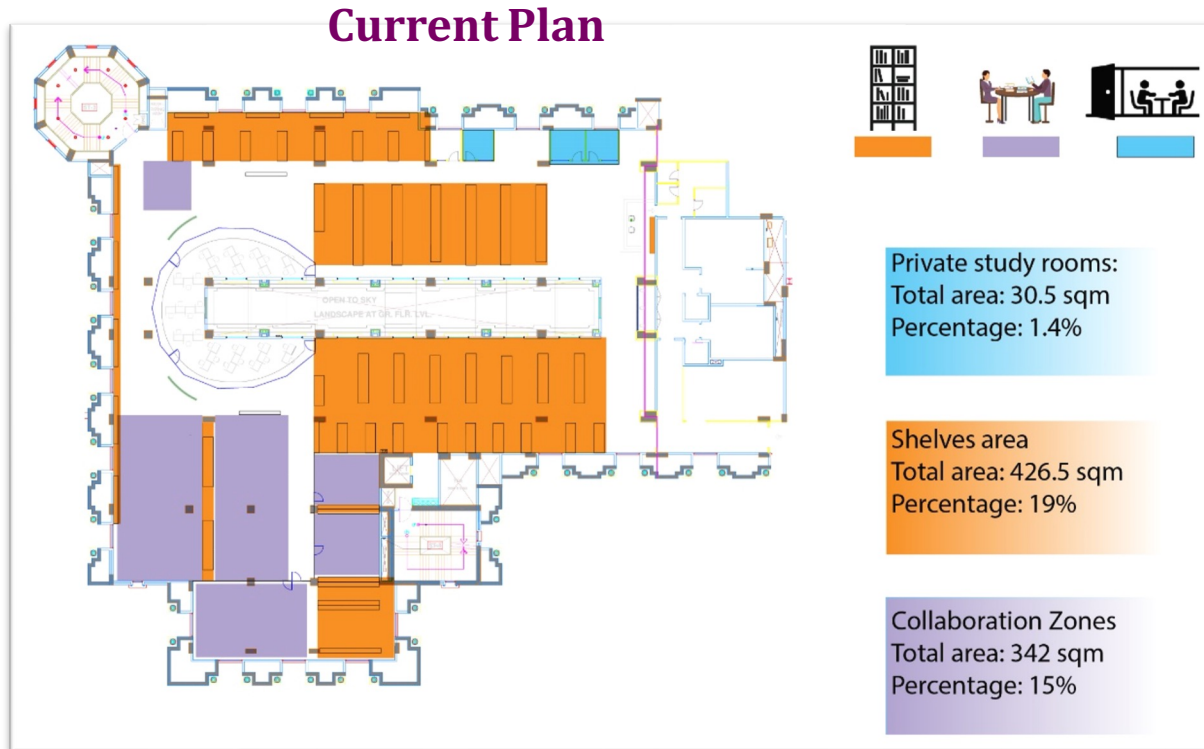 Current Plan
OPEN TO SKY
LANDSCAPE AT GR. FLR. LVL.
Private study rooms:
Total area: 30.5 sqm
Percentage: 1.4%
Shelves area
Total area: 426.5 sqm
Percentage: 19%
Collaboration Zones
Total area: 342 sqm
Percentage: 15%